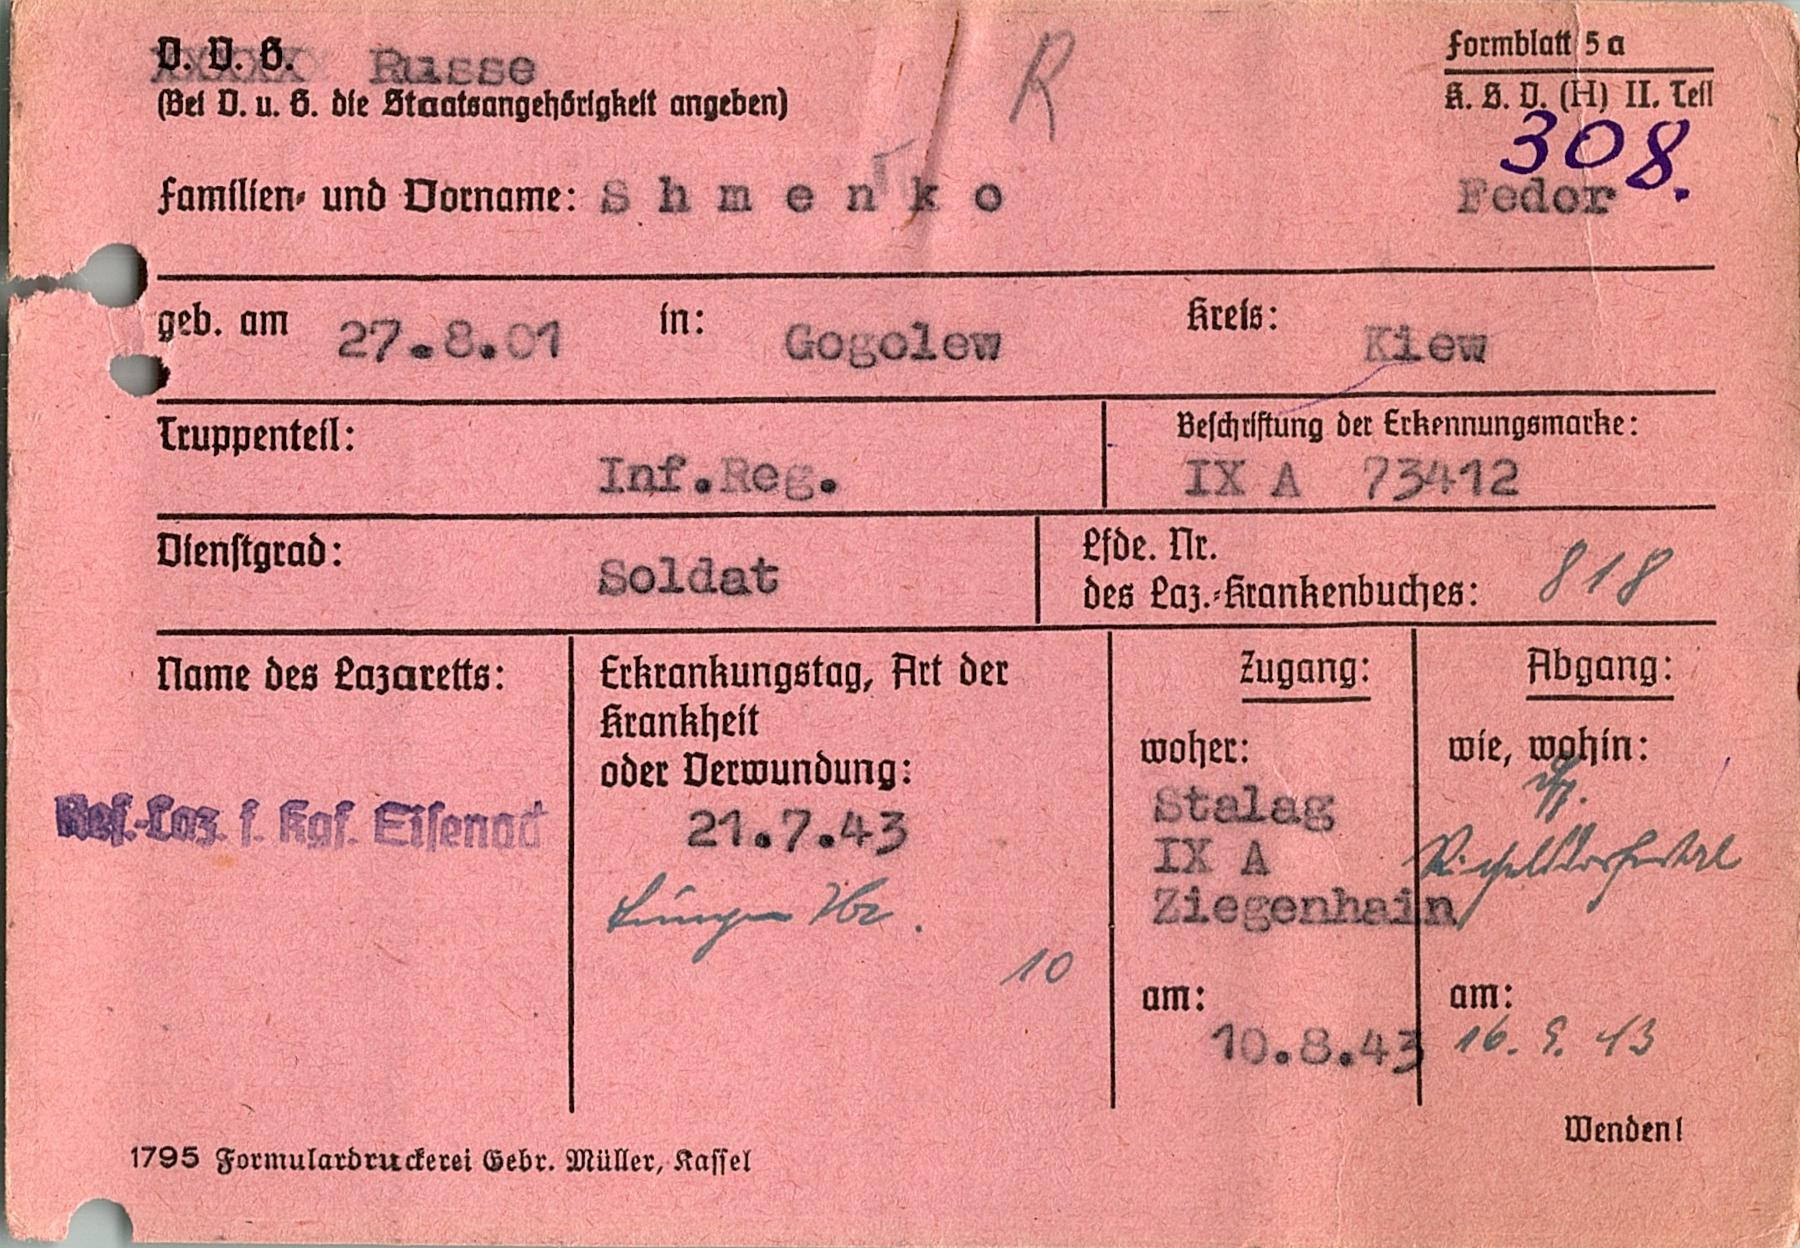 D. V. G. Russe
(Bei D. u. G. die Staatsangehörigkeit angeben)
R
Formblatt 5a
K. S. D. (H) II. Teil
308.
Familien- und Vorname: Shmenko Fedor
geb. am 27.8.01 in: Gogolew Kreis: Kiew
Truppenteil: Inf.Reg.
Beschriftung der Erkennungsmarke:
IX A 73412
Dienstgrad: Soldat
Lfde. Nr.
des Laz.-Krankenbuches: 818
Name des Lazaretts:
Res.-Laz. f. Kgf. Eisenach
Erkrankungstag, Art der
Krankheit
oder Verwundung:
21.7.43
Lungen Tbc.
10
Zugang:
woher:
Stalag
IX A
Ziegenhain
am:
10.8.43
Abgang:
wie, wohin:
am:
16. 9. 43
Wenden!
1795 Formulardruckerei Gebr. Müller, Kassel